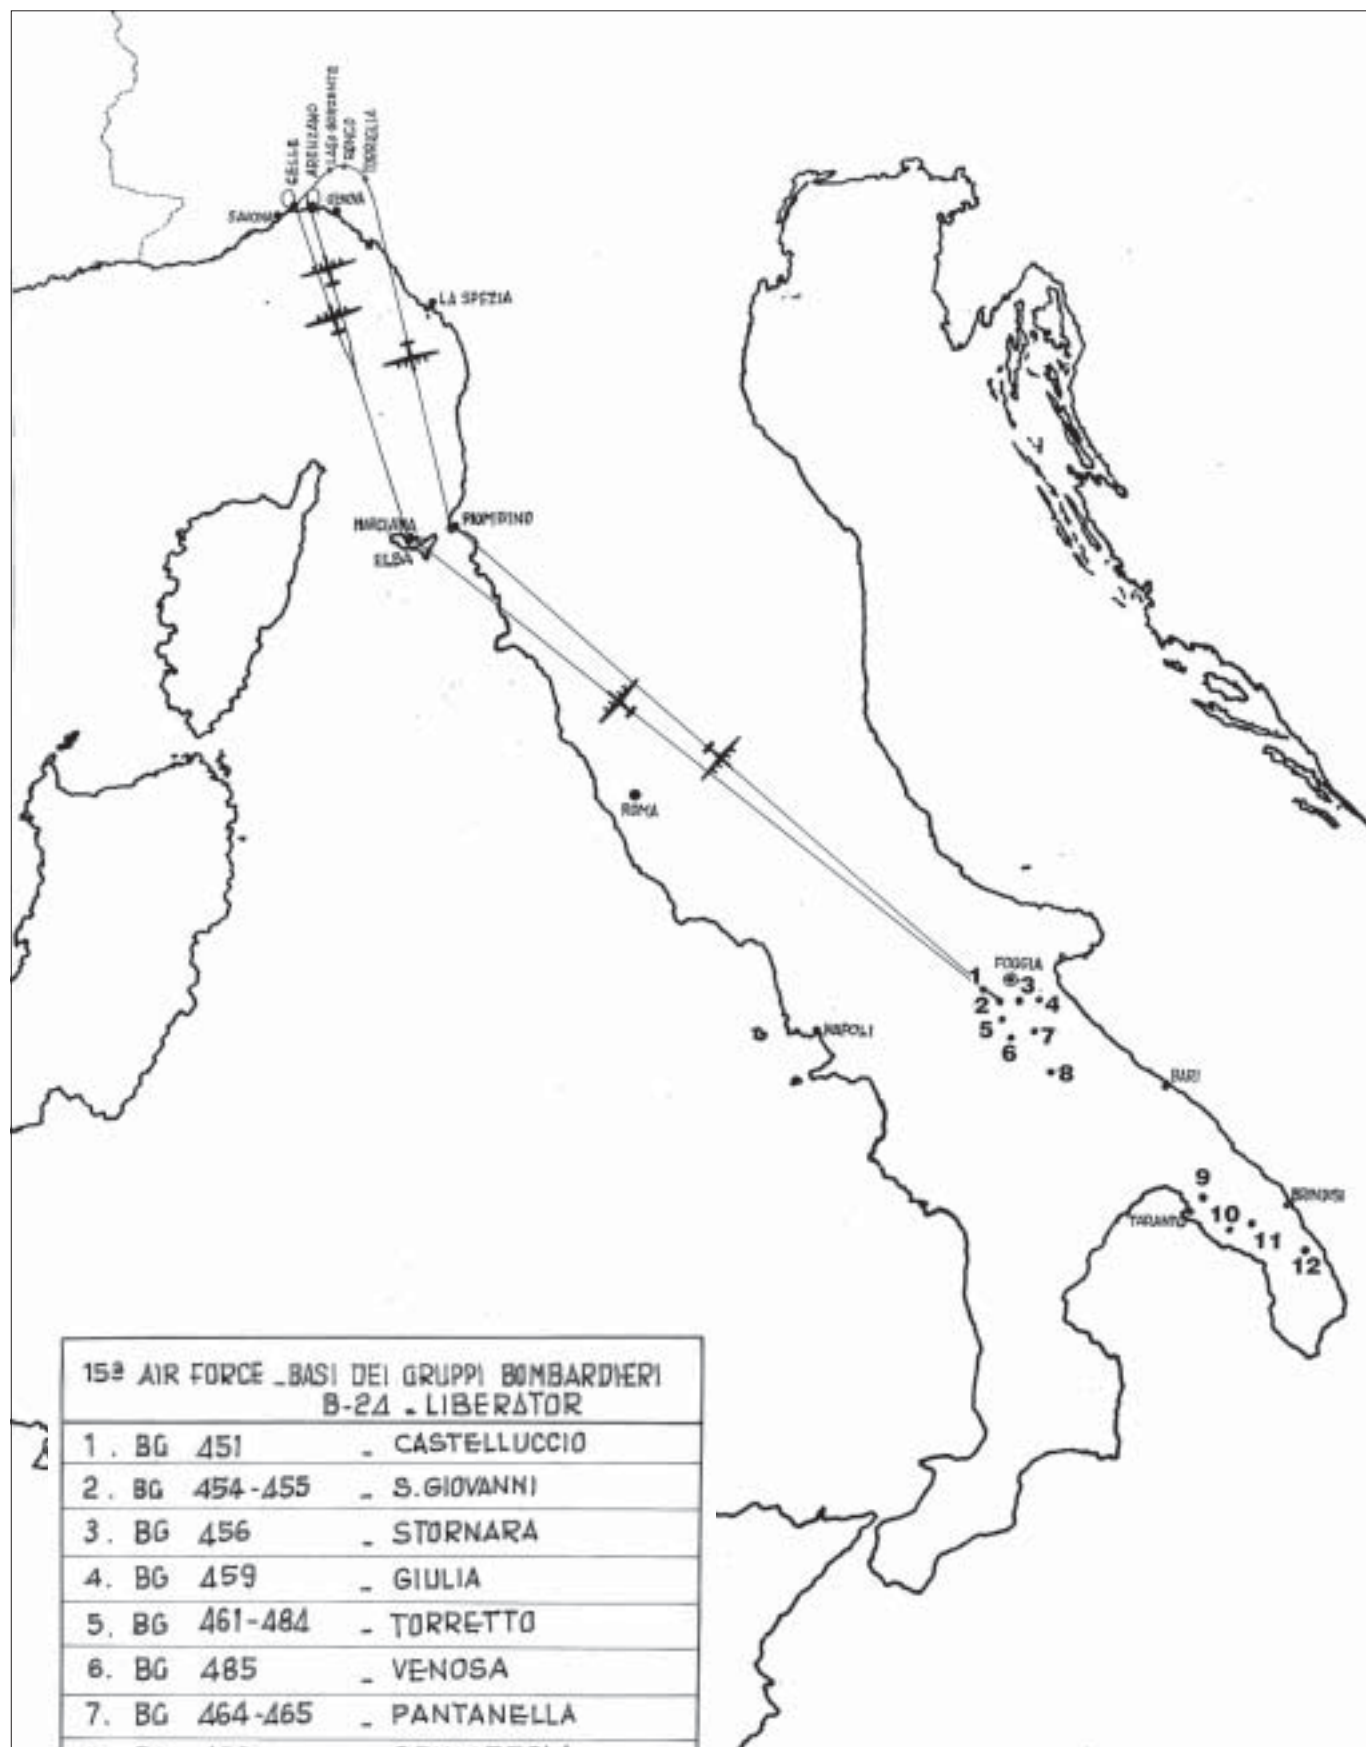 CELLE
ARENZANO
LAGO GORZENTE
RONCO
TORRIGLIA
SAVONA
GENOVA
LA SPEZIA
MARCIANA
ELBA
PIOMBINO
ROMA
FOGGIA
1
2
3
4
5
6
7
8
NAPOLI
BARI
9
10
11
12
TARANTO
BRINDISI
15ª AIR FORCE - BASI DEI GRUPPI BOMBARDIERI
B-24 - LIBERATOR
1. BG 451 - CASTELLUCCIO
2. BG 454-455 - S.GIOVANNI
3. BG 456 - STORNARA
4. BG 459 - GIULIA
5. BG 461-484 - TORRETTO
6. BG 485 - VENOSA
7. BG 464-465 - PANTANELLA